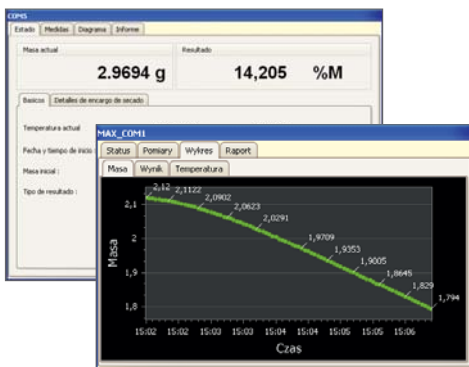 COM5
Estado Medidas Diagrama Informe
Masa actual Resultado
2.9694 g 14,205 %M
Basicos Detalles de encargo de secado
Temperatura actual
Fecha y tiempo de inicio :
Masa inicial :
Tipo de resultado :
MAX_COM1
Status Pomiary Wykres Raport
Masa Wynik Temperatura
2,12 2,1122 2,0902 2,0623 2,0291 1,9709 1,9353 1,9005 1,8645 1,829 1,794
Masa
2,1
2
1,9
1,8
15:02 15:02 15:03 15:03 15:04 15:04 15:05 15:05 15:06
Czas